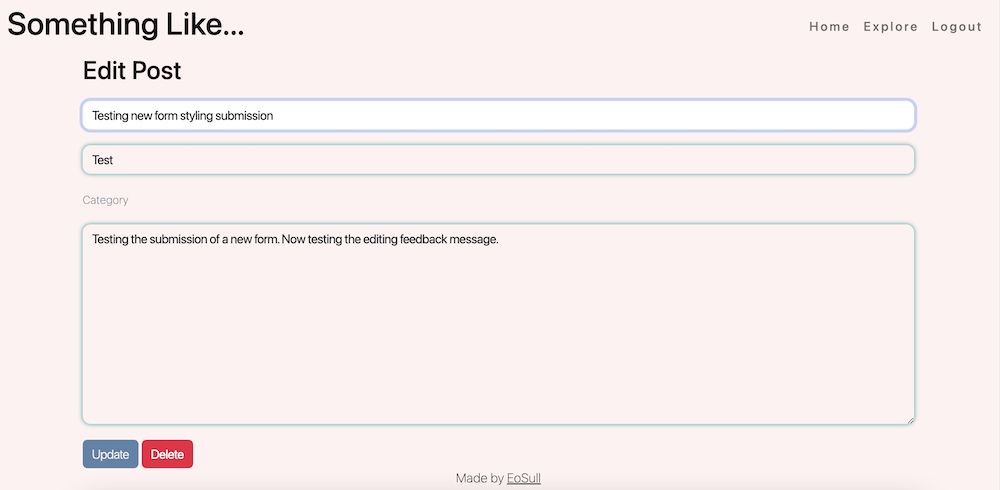 Something Like...
Home Explore Logout
Edit Post
Testing new form styling submission
Test
Category
Testing the submission of a new form. Now testing the editing feedback message.
Update Delete
Made by EoSull